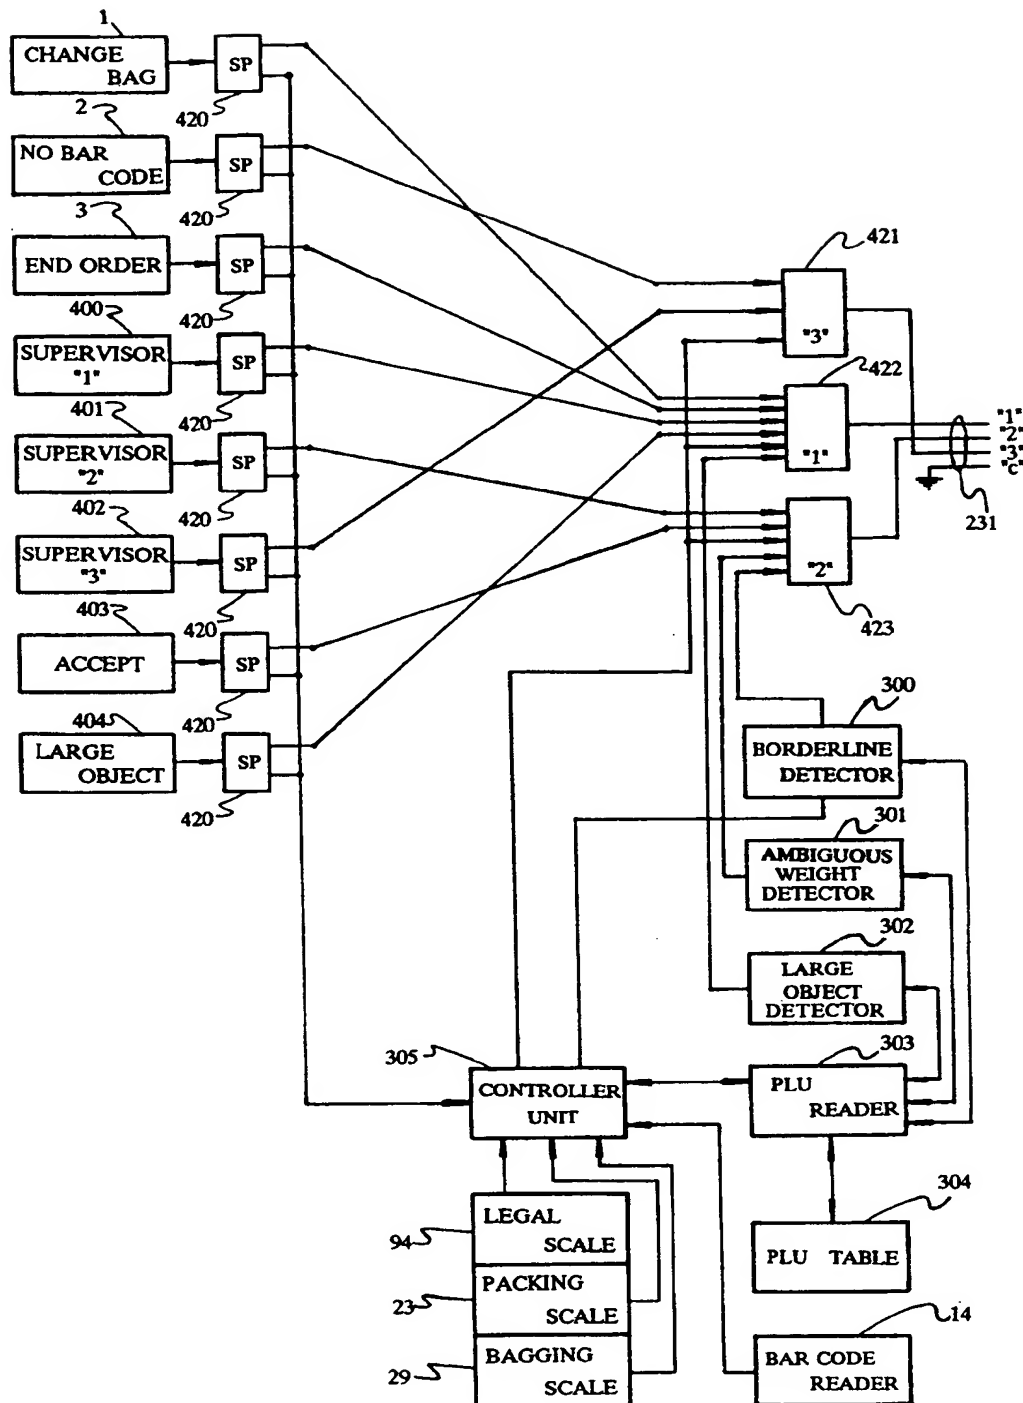 1
CHANGE
BAG
SP
420
2
NO BAR
CODE
SP
420
3
END ORDER
SP
420
400
SUPERVISOR
"1"
SP
420
401
SUPERVISOR
"2"
SP
420
402
SUPERVISOR
"3"
SP
420
403
ACCEPT
SP
420
404
LARGE
OBJECT
SP
420
421
"3"
422
"1"
"2"
423
"1"
"2"
"3"
"C"
231
300
BORDERLINE
DETECTOR
301
AMBIGUOUS
WEIGHT
DETECTOR
302
LARGE
OBJECT
DETECTOR
303
PLU
READER
305
CONTROLLER
UNIT
304
PLU TABLE
94
LEGAL
SCALE
23
PACKING
SCALE
29
BAGGING
SCALE
14
BAR CODE
READER